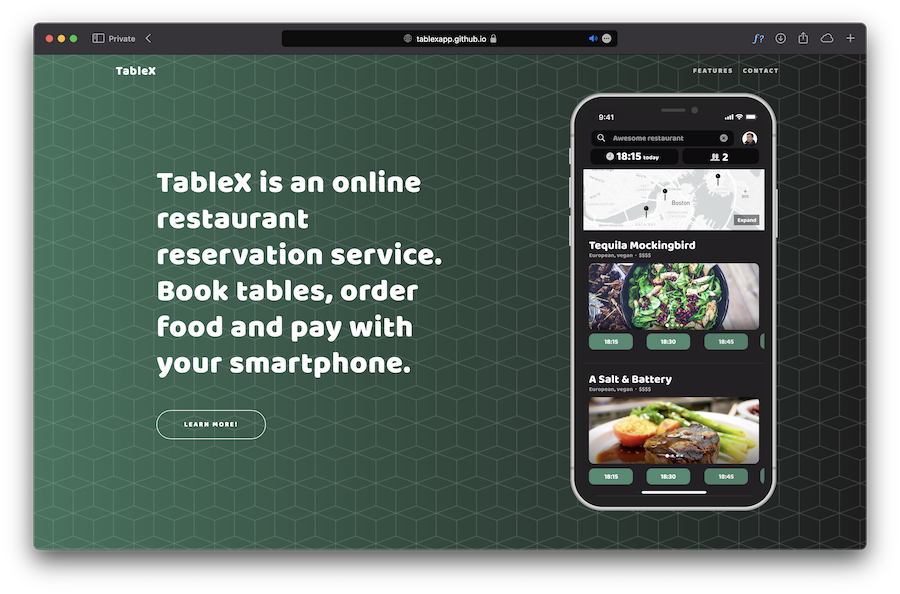 Private
tablexapp.github.io
TableX
FEATURES CONTACT
TableX is an online
restaurant
reservation service.
Book tables, order
food and pay with
your smartphone.
LEARN MORE!
9:41
Awesome restaurant
18:15 today 2
Boston
Expand
Tequila Mockingbird
European, vegan · $$$$
18:15 18:30 18:45
A Salt & Battery
European, vegan · $$$$
18:15 18:30 18:45